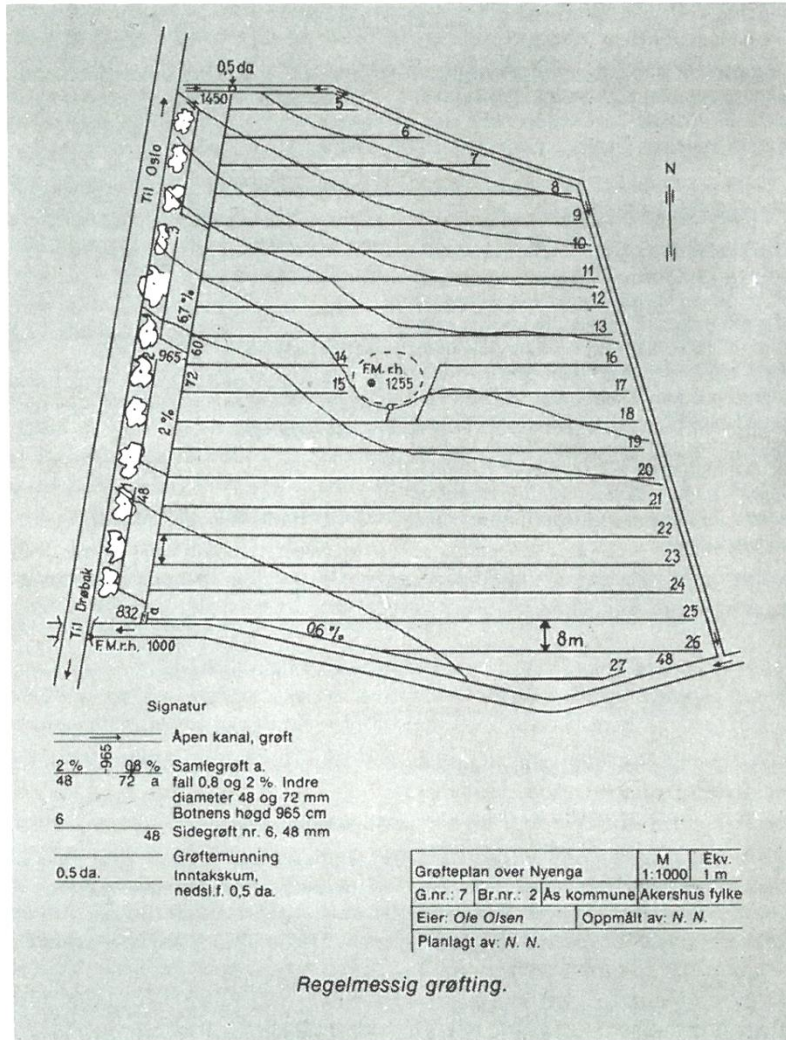 0,5 da
1450
5
6
7
8
9
10
11
12
13
14
15
16
17
18
19
20
21
22
23
24
25
26
27
48
N
Til Oslo
4
3
6,7 %
60
965
2
72
2 %
F.M.r.h.
1255
1
48
Til Drøbak
832
a
F.M.r.h. 1000
0,6 %
8m
Signatur
Åpen kanal, grøft
2 % 965 0,8 % Samlegrøft a.
48 72 a fall 0,8 og 2 %. Indre
diameter 48 og 72 mm
Botnens høgd 965 cm
6
48 Sidegrøft nr. 6, 48 mm
Grøftemunning
0,5 da. Inntakskum,
nedsl.f. 0,5 da.
Grøfteplan over Nyenga M 1:1000 Ekv. 1 m
G.nr.: 7 Br.nr.: 2 Ås kommune Akershus fylke
Eier: Ole Olsen Oppmålt av: N. N.
Planlagt av: N. N.
Regelmessig grøfting.